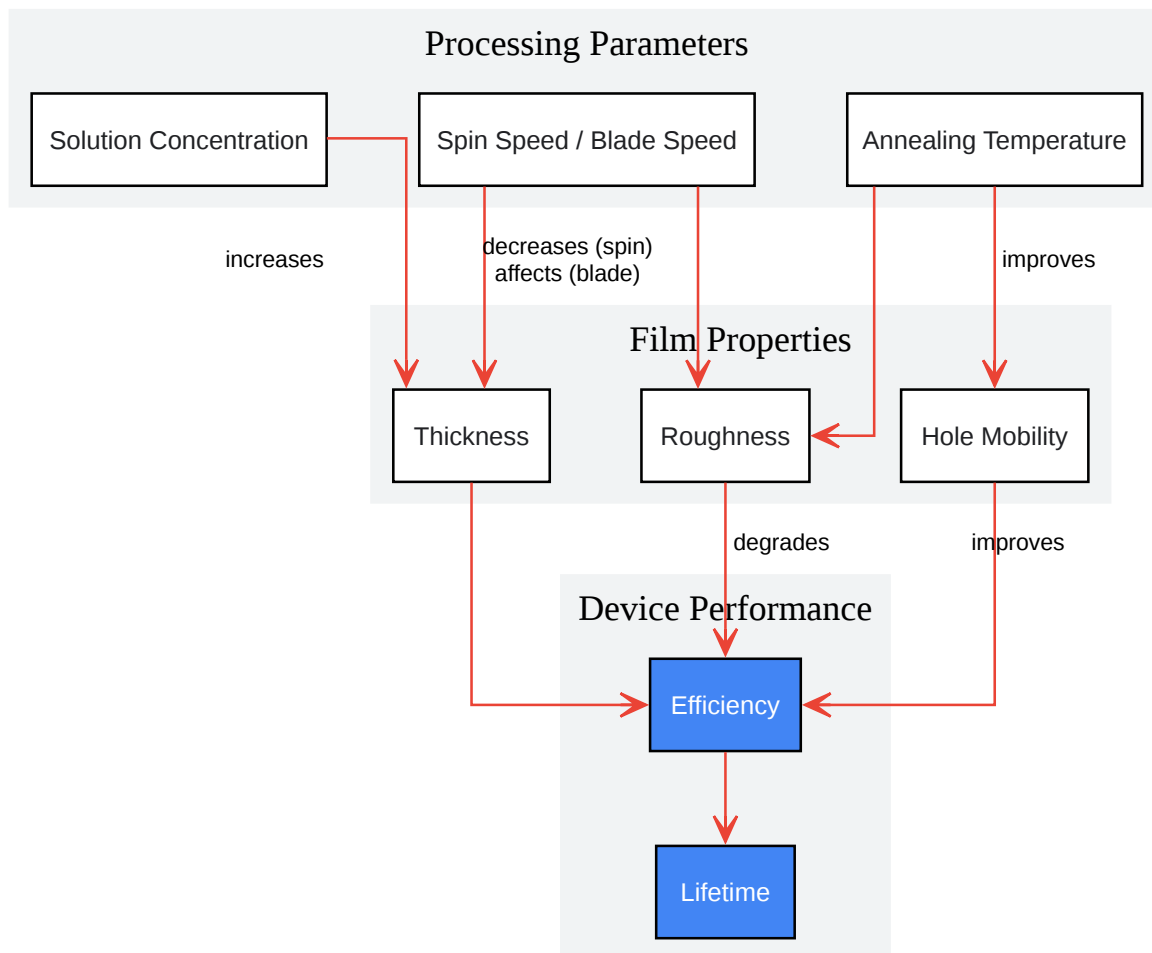 Processing Parameters
Solution Concentration
Spin Speed / Blade Speed
Annealing Temperature
increases
decreases (spin)
affects (blade)
improves
Film Properties
Thickness
Roughness
Hole Mobility
degrades
improves
Device Performance
Efficiency
Lifetime